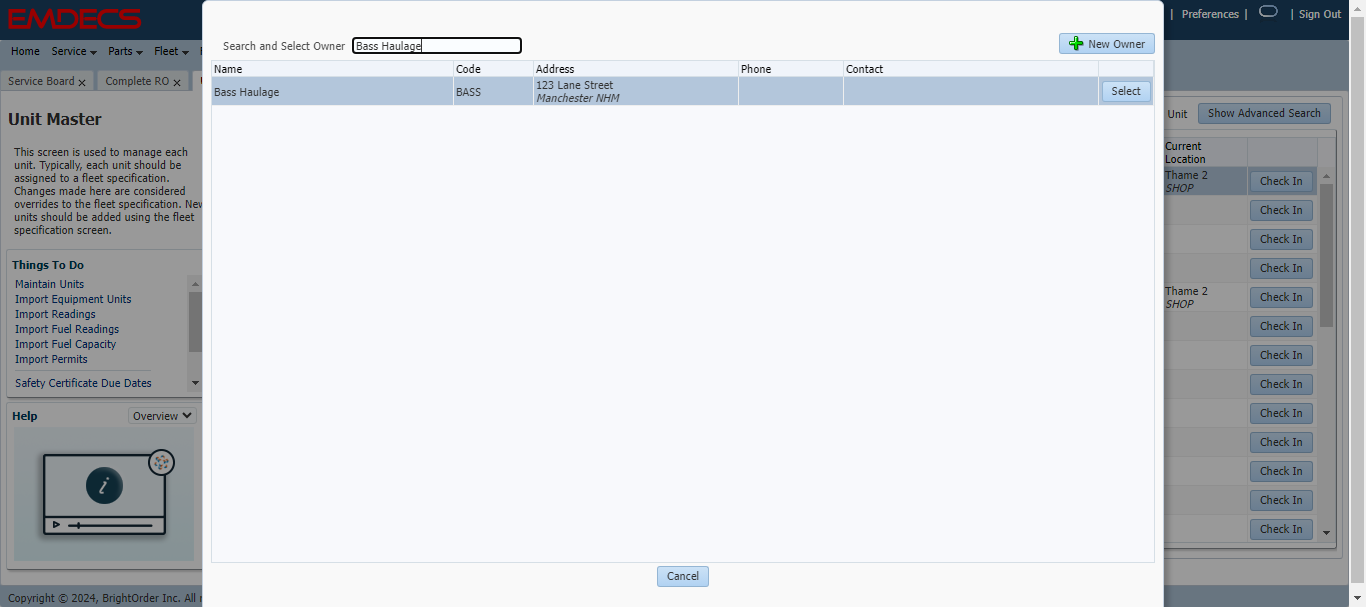 EMDECS
Preferences | | Sign Out
Home Service Parts Fleet
Service Board x Complete RO x
Search and Select Owner Bass Haulage
New Owner
Name Code Address Phone Contact
Bass Haulage BASS 123 Lane Street
Manchester NHM
Select
Cancel
Unit Master
This screen is used to manage each
unit. Typically, each unit should be
assigned to a fleet specification.
Changes made here are considered
overrides to the fleet specification. New
units should be added using the fleet
specification screen.
Things To Do
Maintain Units
Import Equipment Units
Import Readings
Import Fuel Readings
Import Fuel Capacity
Import Permits
Safety Certificate Due Dates
Help Overview
i
Unit Show Advanced Search
Current
Location
Thame 2
SHOP
Check In
Check In
Check In
Check In
Thame 2
SHOP
Check In
Check In
Check In
Check In
Check In
Check In
Check In
Check In
Check In
Copyright © 2024, BrightOrder Inc. All